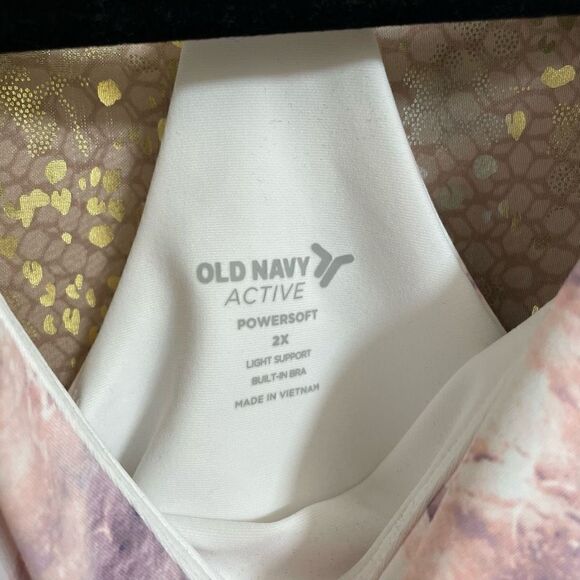 OLD NAVY
ACTIVE
POWERSOFT
2X
LIGHT SUPPORT
BUILT-IN BRA
MADE IN VIETNAM